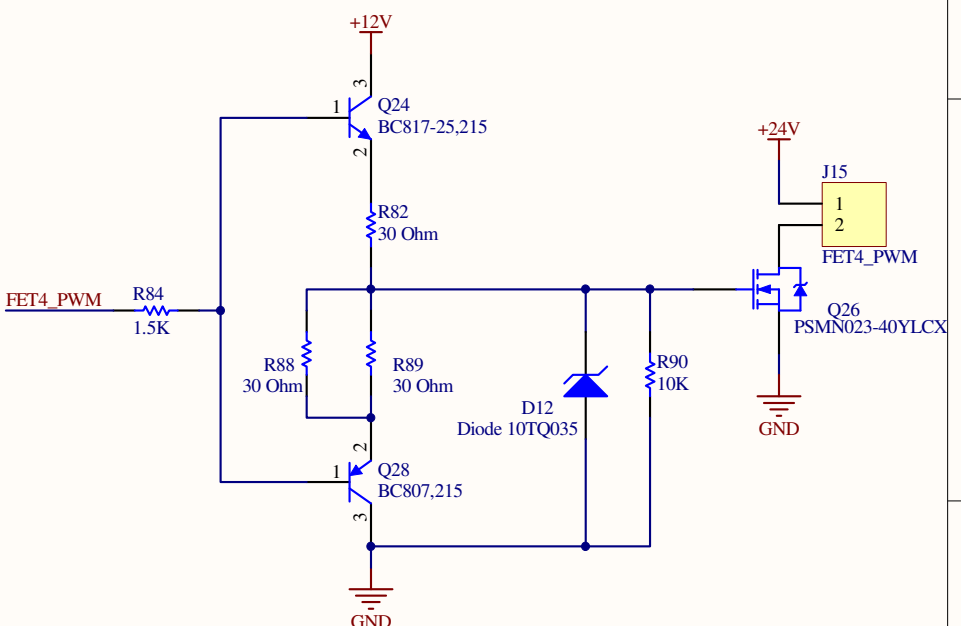 +12V
3
1
Q24
BC817-25,215
2
+24V
J15
1
2
FET4_PWM
R82
30 Ohm
FET4_PWM
R84
1.5K
Q26
PSMN023-40YLCX
R88
30 Ohm
R89
30 Ohm
R90
10K
D12
Diode 10TQ035
GND
2
1
Q28
BC807,215
3
GND